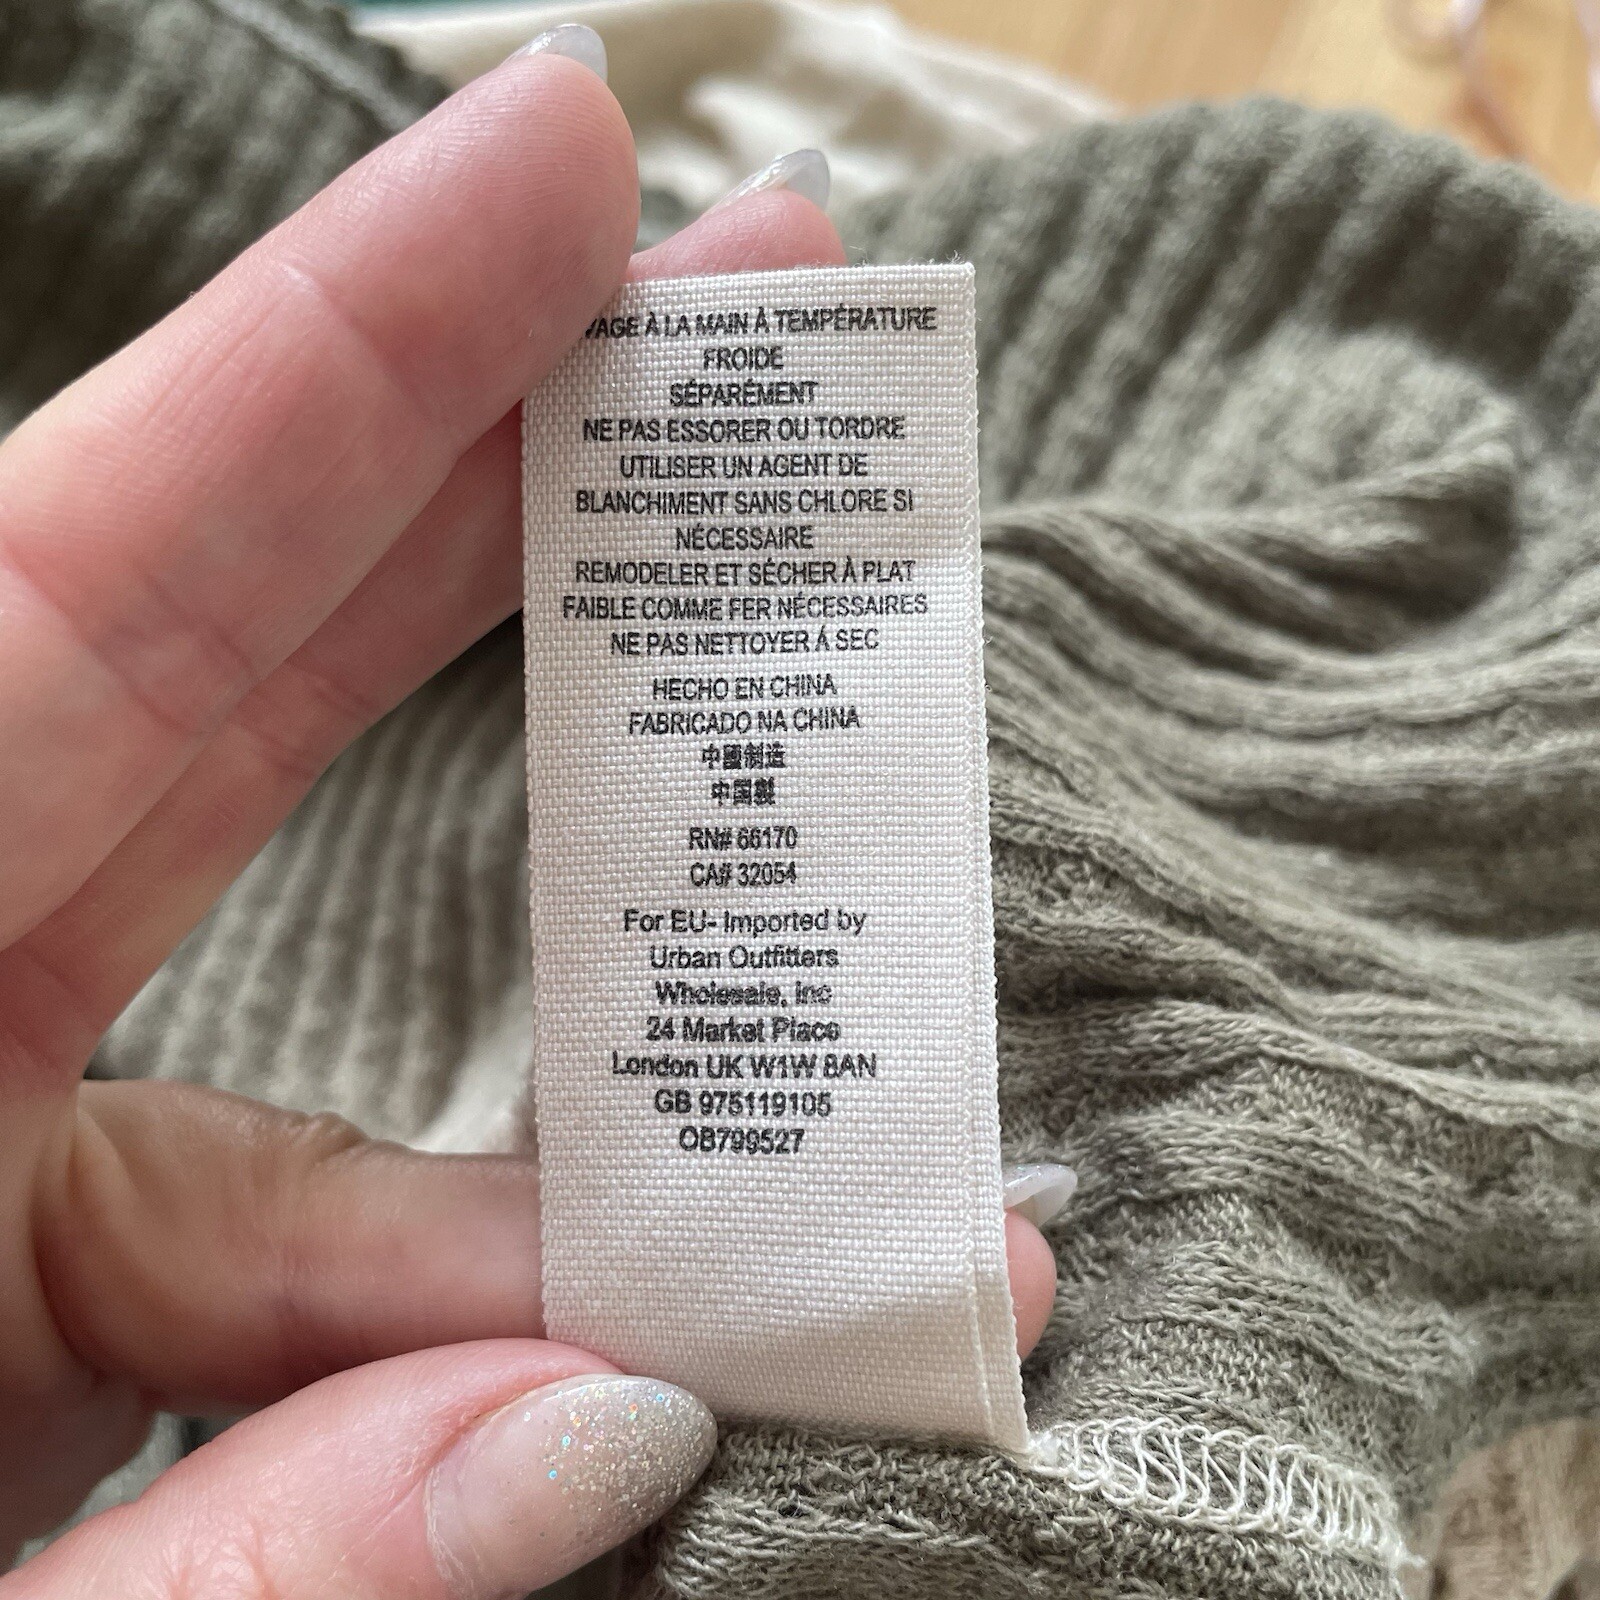 VAGE À LA MAIN À TEMPÉRATURE
FROIDE
SÉPARÉMENT
NE PAS ESSORER OU TORDRE
UTILISER UN AGENT DE
BLANCHIMENT SANS CHLORE SI
NÉCESSAIRE
REMODELER ET SÉCHER À PLAT
FAIBLE COMME FER NÉCESSAIRES
NE PAS NETTOYER Á SEC
HECHO EN CHINA
FABRICADO NA CHINA
中國制造
中国製
RN# 66170
CA# 32054
For EU- Imported by
Urban Outfitters
Wholesale, Inc
24 Market Place
London UK W1W 8AN
GB 975119105
OB799527